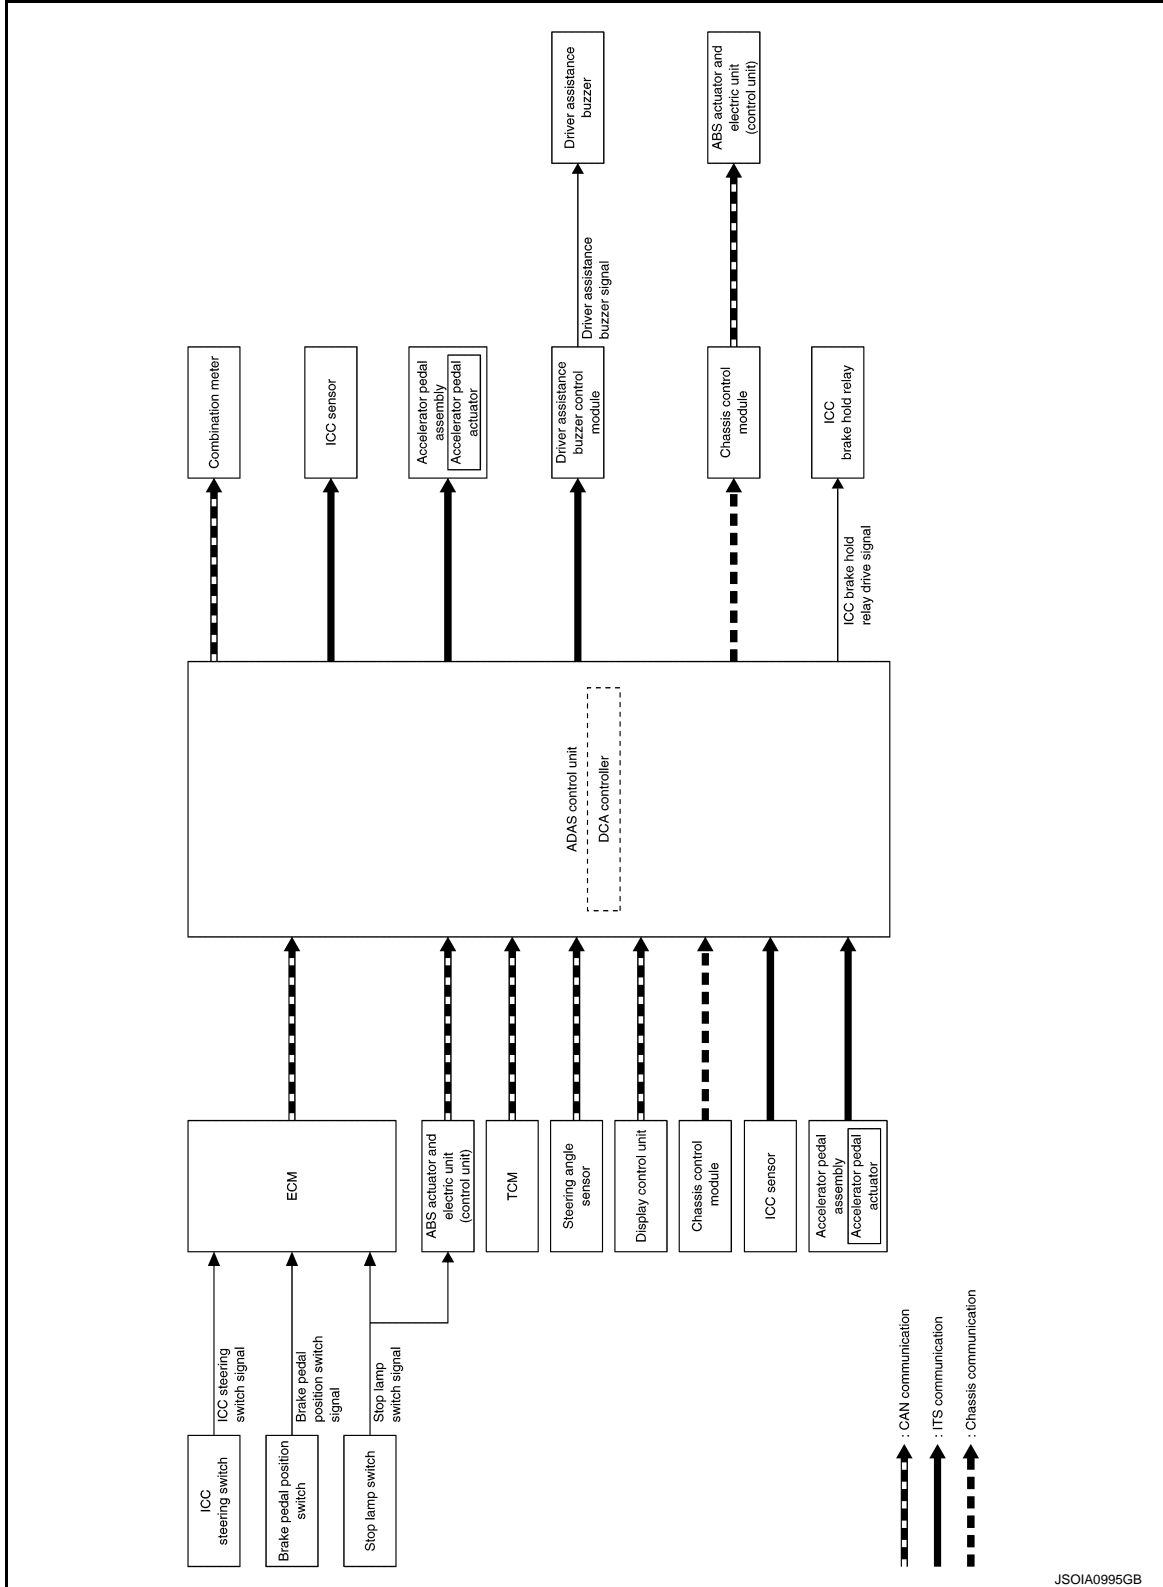 ICC
steering switch
Brake pedal position
switch
Stop lamp switch
ICC steering
switch signal
Brake pedal
position switch
signal
Stop lamp
switch signal
ECM
ABS actuator and
electric unit
(control unit)
TCM
Steering angle
sensor
Display control unit
Chassis control
module
ICC sensor
Accelerator pedal
assembly
Accelerator pedal
actuator
ADAS control unit
DCA controller
Combination meter
ICC sensor
Accelerator pedal
assembly
Accelerator pedal
actuator
Driver assistance
buzzer control
module
Chassis control
module
ICC
brake hold relay
ICC brake hold
relay drive signal
Driver assistance
buzzer signal
Driver assistance
buzzer
ABS actuator and
electric unit
(control unit)
: CAN communication
: ITS communication
: Chassis communication
JSOIA0995GB